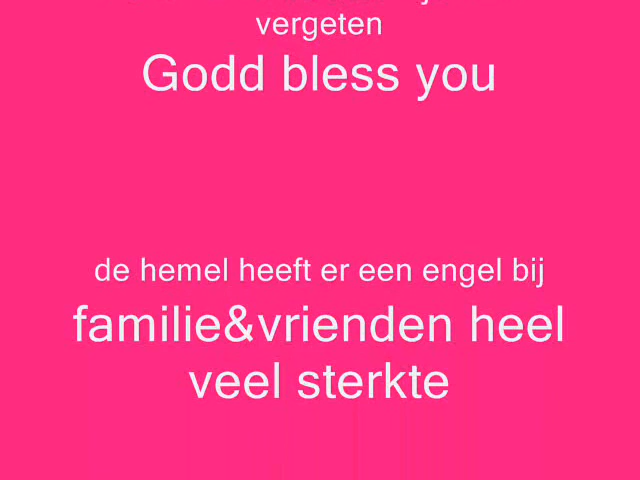 vergeten
Godd bless you
de hemel heeft er een engel bij
familie&vrienden heel
veel sterkte